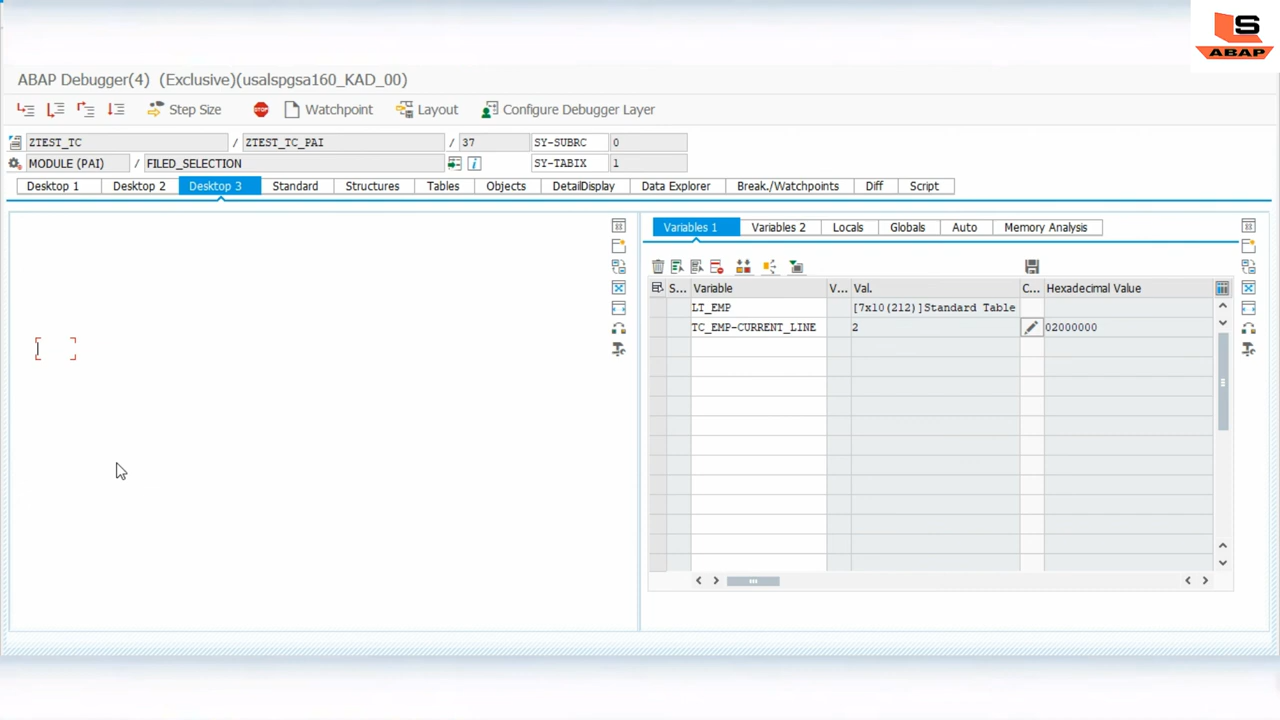 S
ABAP
ABAP Debugger(4) (Exclusive)(usalspgsa160_KAD_00)
Step Size STOP Watchpoint Layout Configure Debugger Layer
ZTEST_TC / ZTEST_TC_PAI / 37 SY-SUBRC 0
MODULE (PAI) / FILED_SELECTION SY-TABIX 1
Desktop 1 Desktop 2 Desktop 3 Standard Structures Tables Objects DetailDisplay Data Explorer Break./Watchpoints Diff Script
Variables 1 Variables 2 Locals Globals Auto Memory Analysis
S... Variable V... Val. C... Hexadecimal Value
LT_EMP [7x10(212)]Standard Table
TC_EMP-CURRENT_LINE 2 02000000